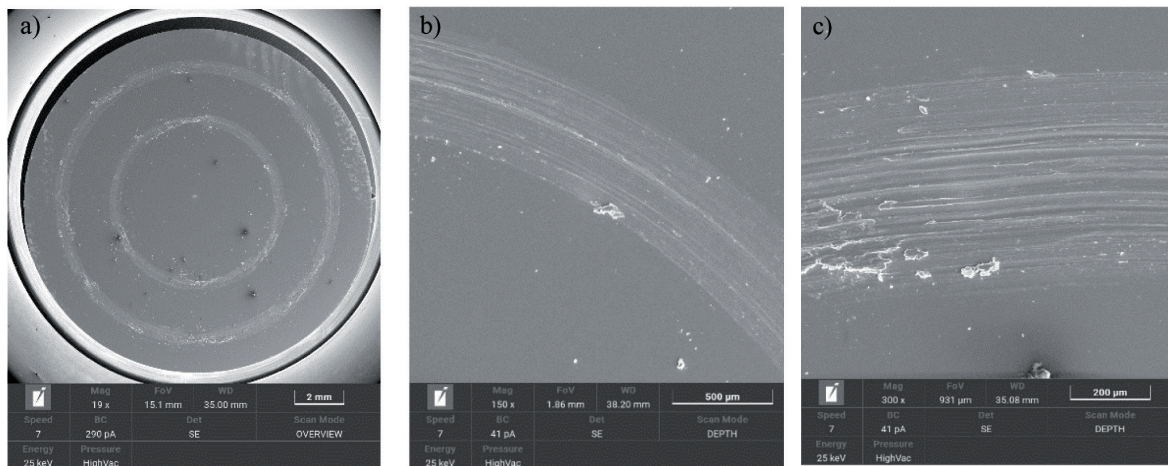 a)
Mag FoV WD 2 mm
19 x 15.1 mm 35.00 mm
Speed BC Det Scan Mode
7 290 pA SE OVERVIEW
Energy Pressure
25 keV HighVac
b)
Mag FoV WD 500 µm
150 x 1.86 mm 38.20 mm
Speed BC Det Scan Mode
7 41 pA SE DEPTH
Energy Pressure
25 keV HighVac
c)
Mag FoV WD 200 µm
300 x 931 µm 35.08 mm
Speed BC Det Scan Mode
7 41 pA SE DEPTH
Energy Pressure
25 keV HighVac